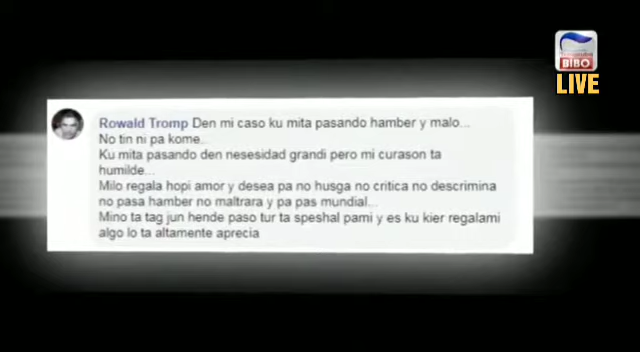 BIBO
LIVE
Rowald Tromp Den mi caso ku mita pasando hamber y malo...
No tin ni pa kome..
Ku mita pasando den nesesidad grandi pero mi curason ta
humilde...
Milo regala hopi amor y desea pa no husga no critica no descrimina
no pasa hamber no maltrara y pa pas mundial...
Mino ta tag jun hende paso tur ta speshal pami y es ku kier regalami
algo lo ta altamente aprecia